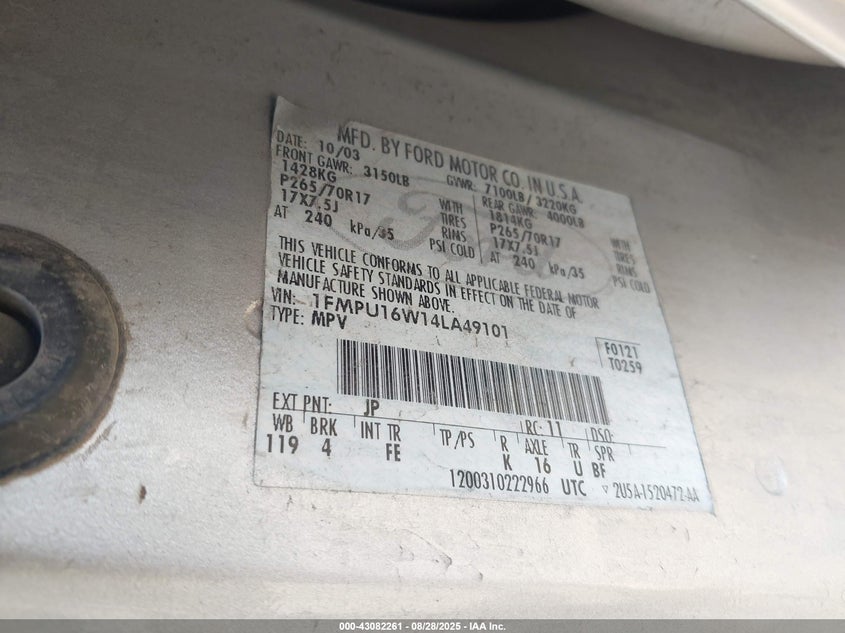 MFD. BY FORD MOTOR CO. IN U.S.A.
DATE: 10/03 GVWR: 7100LB / 3220KG
FRONT GAWR: 3150LB REAR GAWR: 4000LB
1428KG WITH 1814KG WITH
P265/70R17 TIRES P265/70R17 TIRES
17X7.5J RIMS 17X7.5J RIMS
AT 240 kPa/35 PSI COLD AT 240 kPa/35 PSI COLD
THIS VEHICLE CONFORMS TO ALL APPLICABLE FEDERAL MOTOR
VEHICLE SAFETY STANDARDS IN EFFECT ON THE DATE OF
MANUFACTURE SHOWN ABOVE.
VIN: 1FMPU16W14LA49101
TYPE: MPV
F0121
T0259
EXT PNT: JP RC: 11 DSO:
WB BRK INT TR TP/PS R AXLE TR SPR
119 4 FE K 16 U BF
1200310222966 UTC ▽ 2U5A-1520472-AA
000-43082261 - 08/28/2025 - IAA Inc.